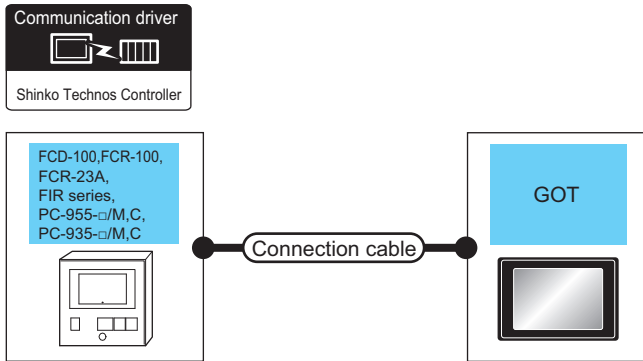 Communication driver
Shinko Technos Controller
FCD-100,FCR-100,
FCR-23A,
FIR series,
PC-955-□/M,C,
PC-935-□/M,C
Connection cable
GOT